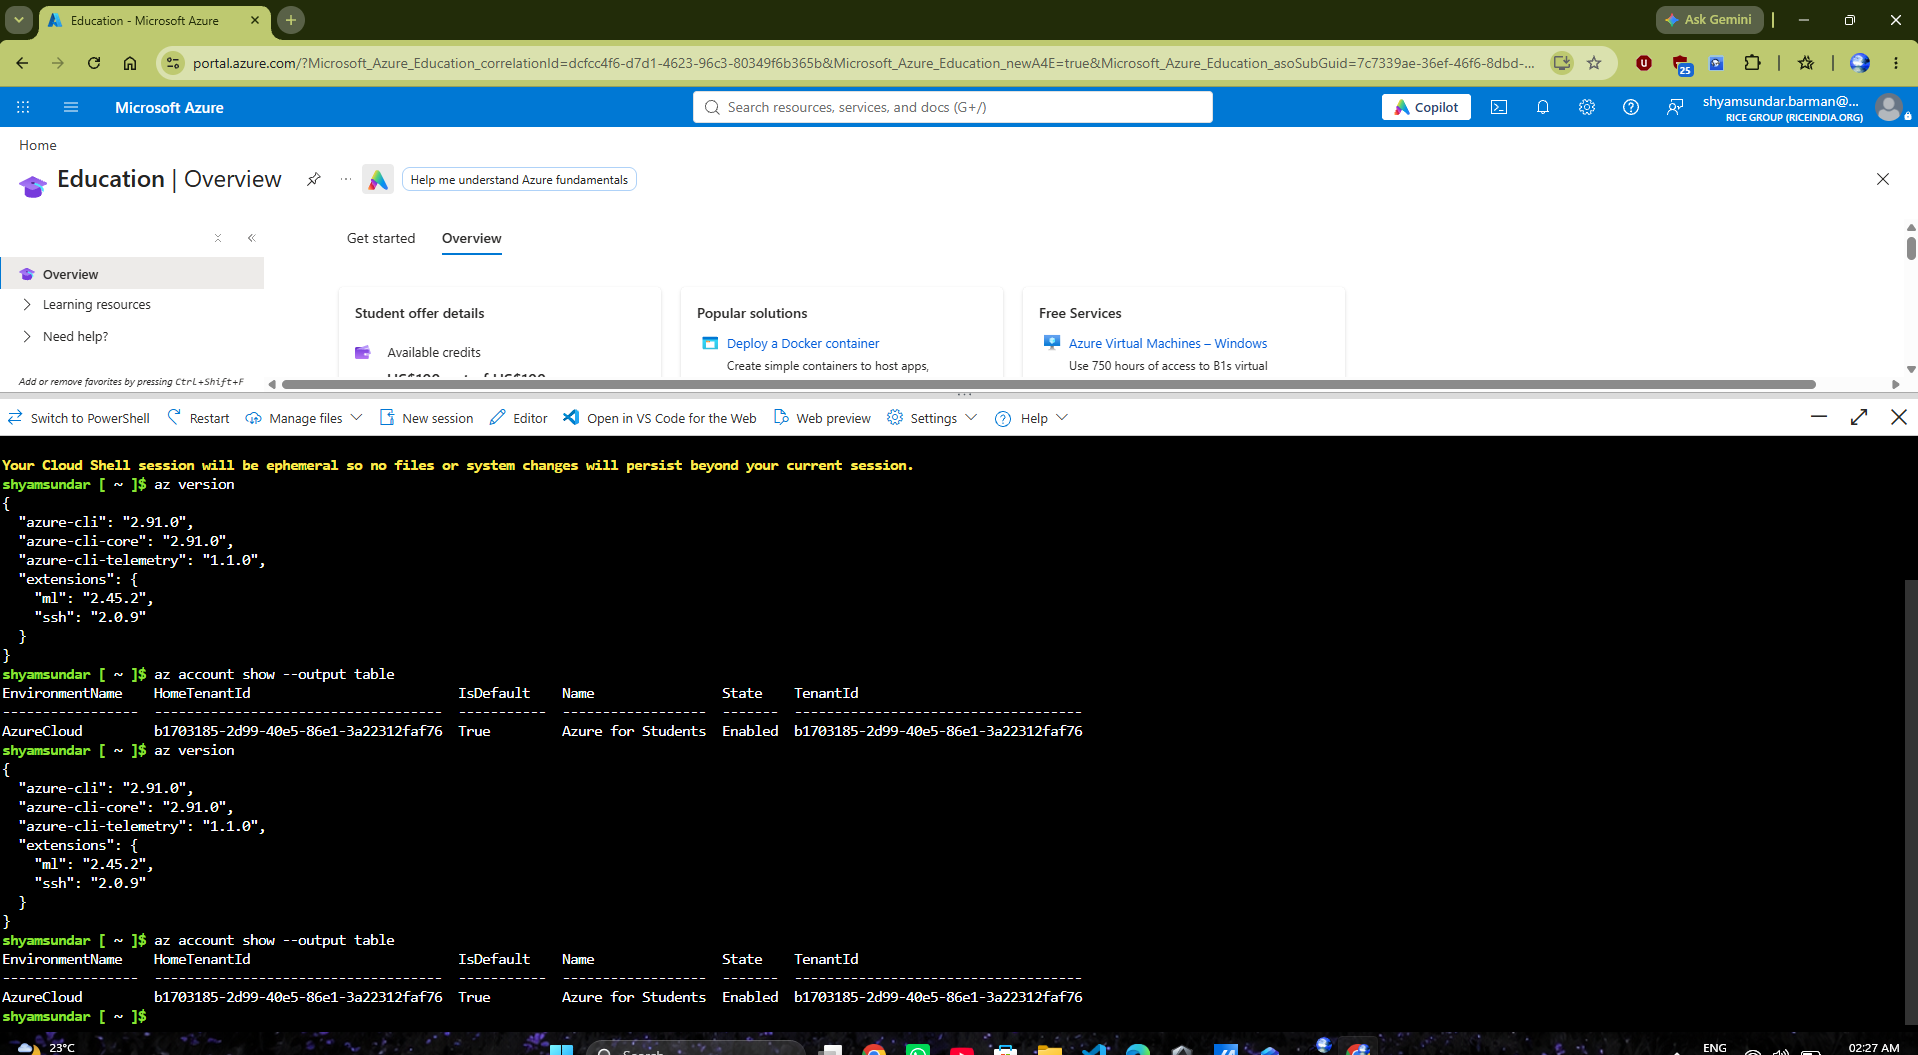 Education - Microsoft Azure
Ask Gemini
portal.azure.com/?Microsoft_Azure_Education_correlationId=dcfcc4f6-d7d1-4623-96c3-80349f6b365b&Microsoft_Azure_Education_newA4E=true&Microsoft_Azure_Education_asoSubGuid=7c7339ae-36ef-46f6-8dbd-...
25
Microsoft Azure
Search resources, services, and docs (G+/)
Copilot
shyamsundar.barman@...
RICE GROUP (RICEINDIA.ORG)
Home
Education | Overview
Help me understand Azure fundamentals
Get started
Overview
Overview
Learning resources
Need help?
Add or remove favorites by pressing Ctrl+Shift+F
Student offer details
Available credits
Popular solutions
Deploy a Docker container
Create simple containers to host apps,
Free Services
Azure Virtual Machines – Windows
Use 750 hours of access to B1s virtual
Switch to PowerShell
Restart
Manage files
New session
Editor
Open in VS Code for the Web
Web preview
Settings
Help
Your Cloud Shell session will be ephemeral so no files or system changes will persist beyond your current session.
shyamsundar [ ~ ]$ az version
{
  "azure-cli": "2.91.0",
  "azure-cli-core": "2.91.0",
  "azure-cli-telemetry": "1.1.0",
  "extensions": {
    "ml": "2.45.2",
    "ssh": "2.0.9"
  }
}
shyamsundar [ ~ ]$ az account show --output table
EnvironmentName    HomeTenantId                          IsDefault    Name                State    TenantId
-----------------  ------------------------------------  -----------  ------------------  -------  ------------------------------------
AzureCloud         b1703185-2d99-40e5-86e1-3a22312faf76  True         Azure for Students  Enabled  b1703185-2d99-40e5-86e1-3a22312faf76
shyamsundar [ ~ ]$ az version
{
  "azure-cli": "2.91.0",
  "azure-cli-core": "2.91.0",
  "azure-cli-telemetry": "1.1.0",
  "extensions": {
    "ml": "2.45.2",
    "ssh": "2.0.9"
  }
}
shyamsundar [ ~ ]$ az account show --output table
EnvironmentName    HomeTenantId                          IsDefault    Name                State    TenantId
-----------------  ------------------------------------  -----------  ------------------  -------  ------------------------------------
AzureCloud         b1703185-2d99-40e5-86e1-3a22312faf76  True         Azure for Students  Enabled  b1703185-2d99-40e5-86e1-3a22312faf76
shyamsundar [ ~ ]$
23°C
Search
ENG
02:27 AM